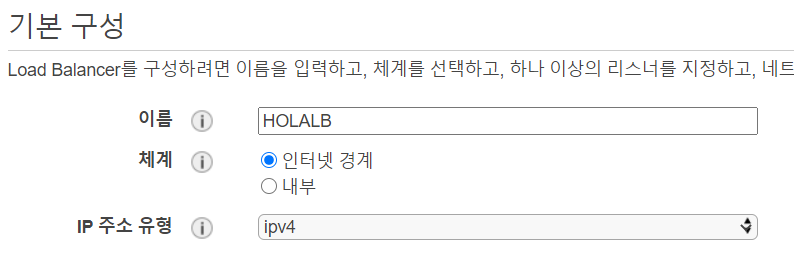 기본 구성
Load Balancer를 구성하려면 이름을 입력하고, 체계를 선택하고, 하나 이상의 리스너를 지정하고, 네트
이름 i HOLALB
체계 i 인터넷 경계
내부
IP 주소 유형 i ipv4